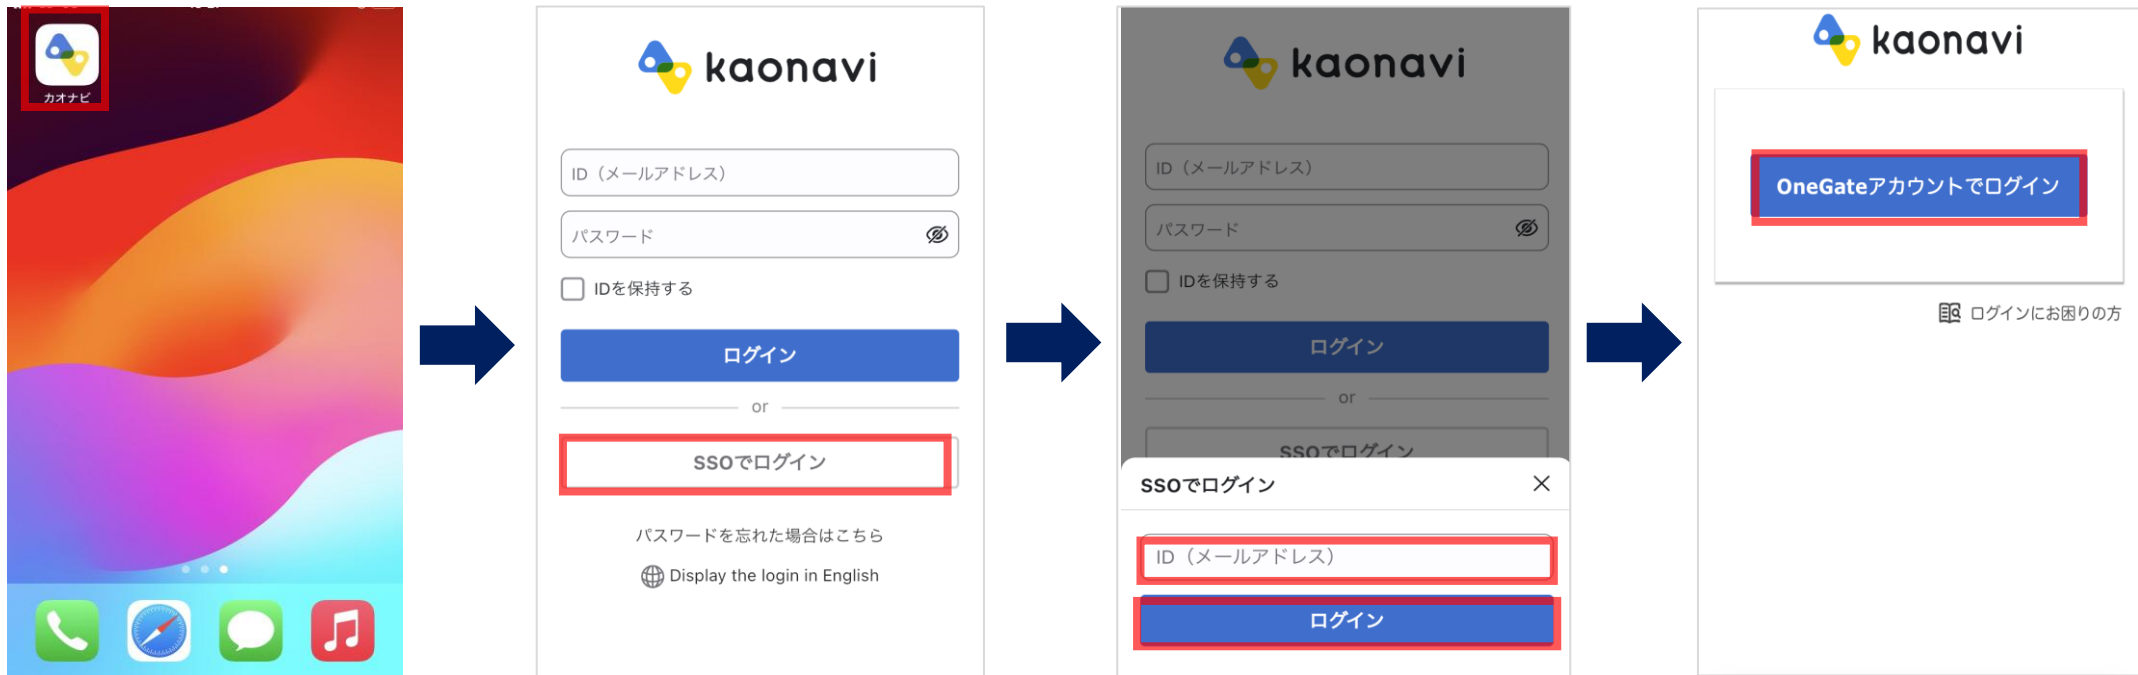 カオナビ
kaonavi
ID（メールアドレス）
パスワード
IDを保持する
ログイン
or
SSOでログイン
パスワードを忘れた場合はこちら
Display the login in English
kaonavi
ID（メールアドレス）
パスワード
IDを保持する
ログイン
or
SSOでログイン
SSOでログイン
ID（メールアドレス）
ログイン
kaonavi
OneGateアカウントでログイン
ログインにお困りの方